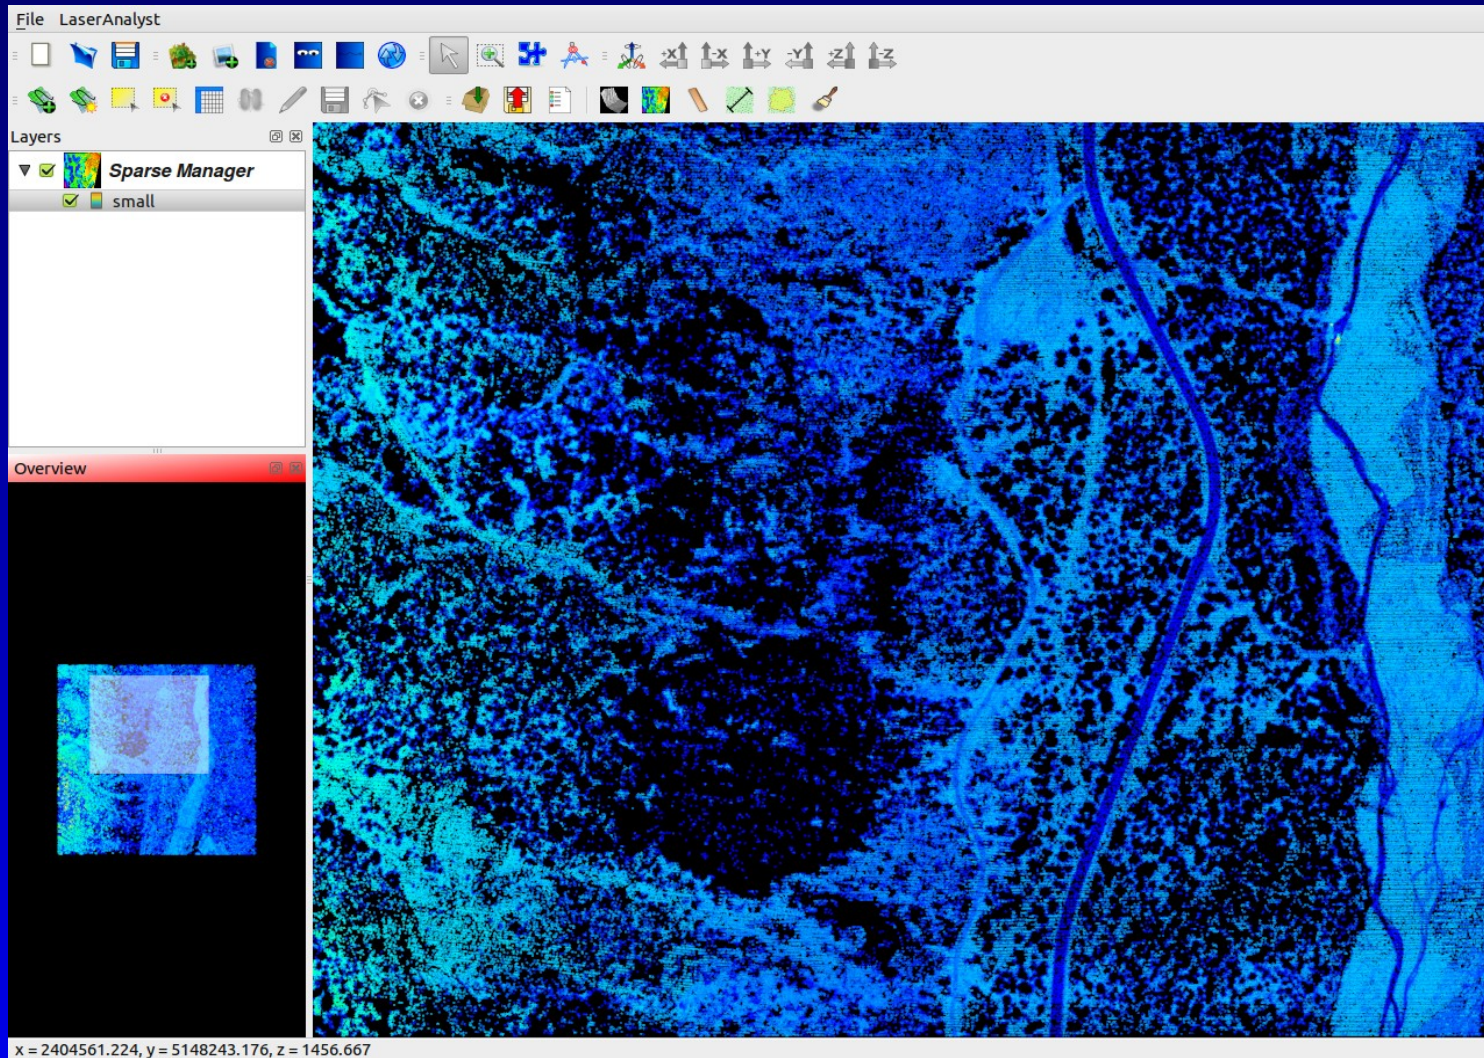 File LaserAnalyst
+X -X +Y -Y +Z -Z
Layers
Sparse Manager
small
Overview
x = 2404561.224, y = 5148243.176, z = 1456.667